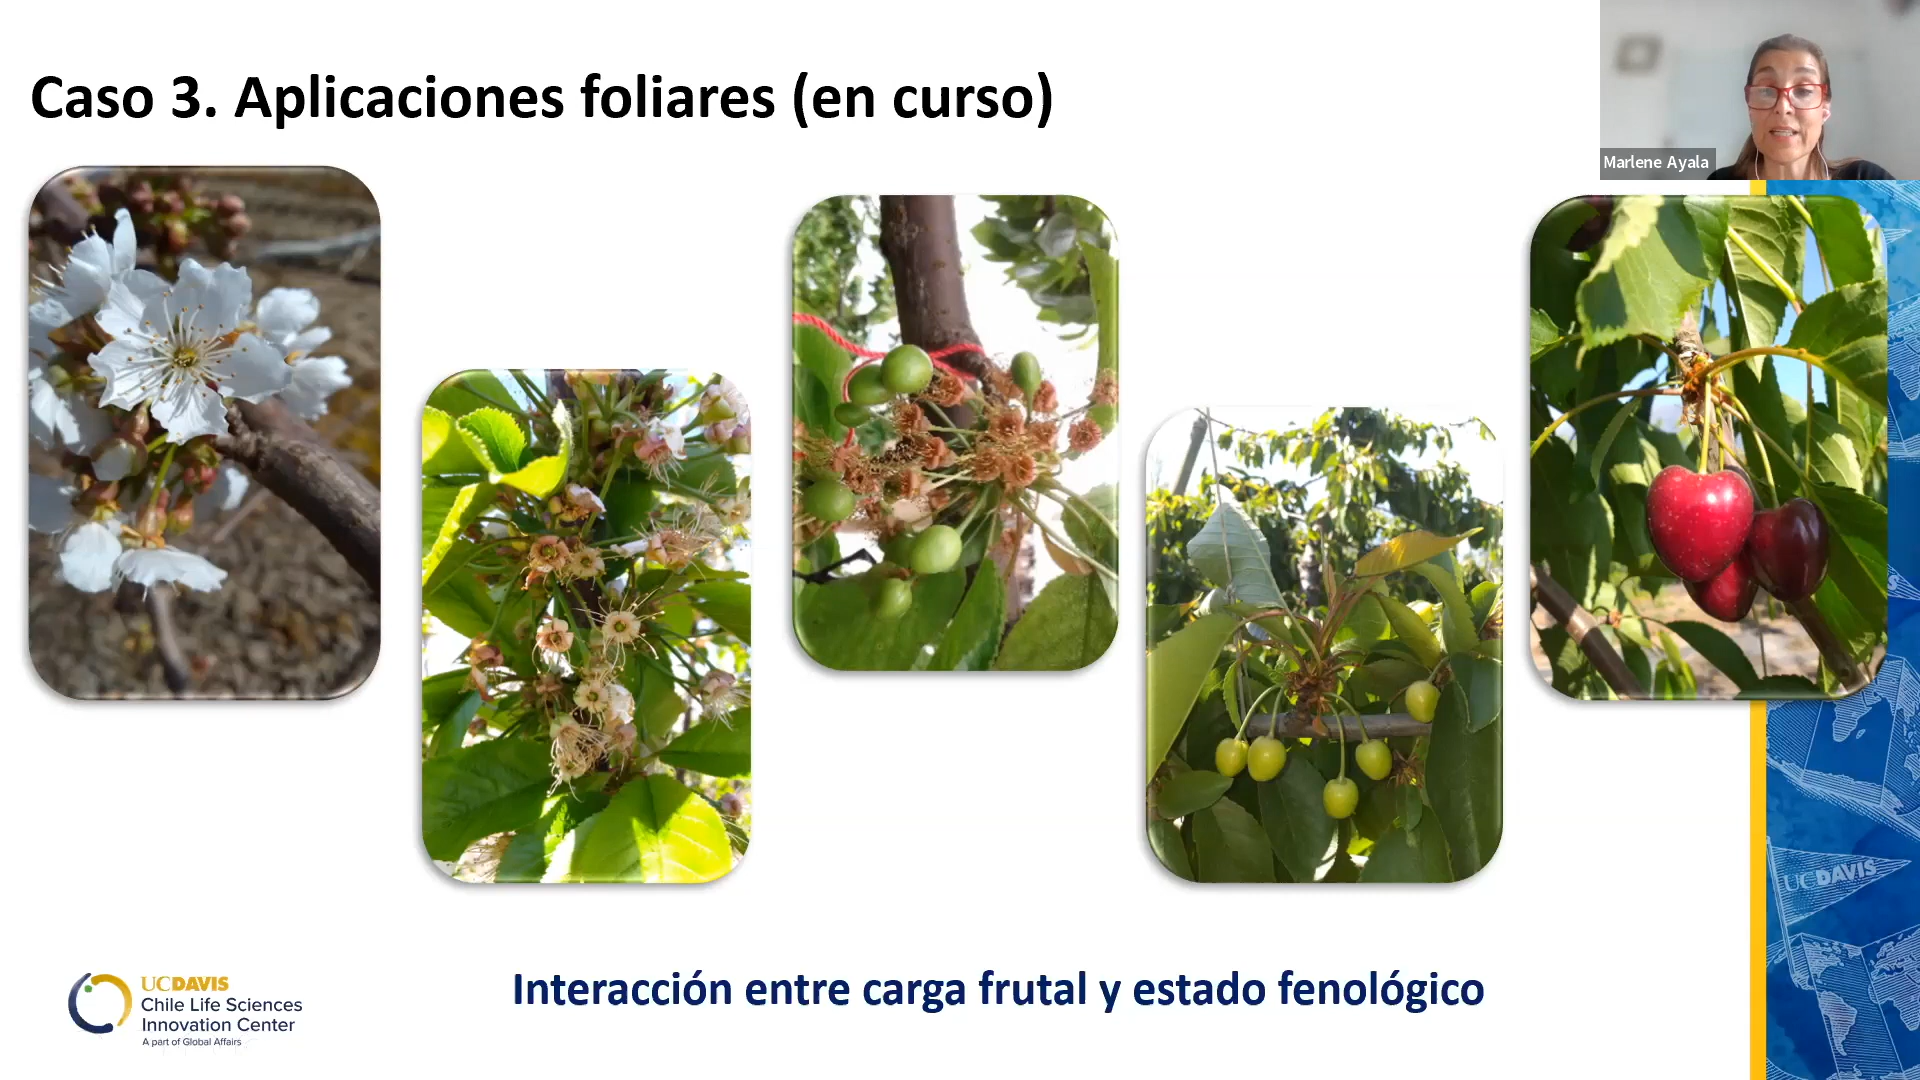 Caso 3. Aplicaciones foliares (en curso)
Marlene Ayala
UC DAVIS
UCDAVIS
Chile Life Sciences
Innovation Center
A part of Global Affairs
Interacción entre carga frutal y estado fenológico